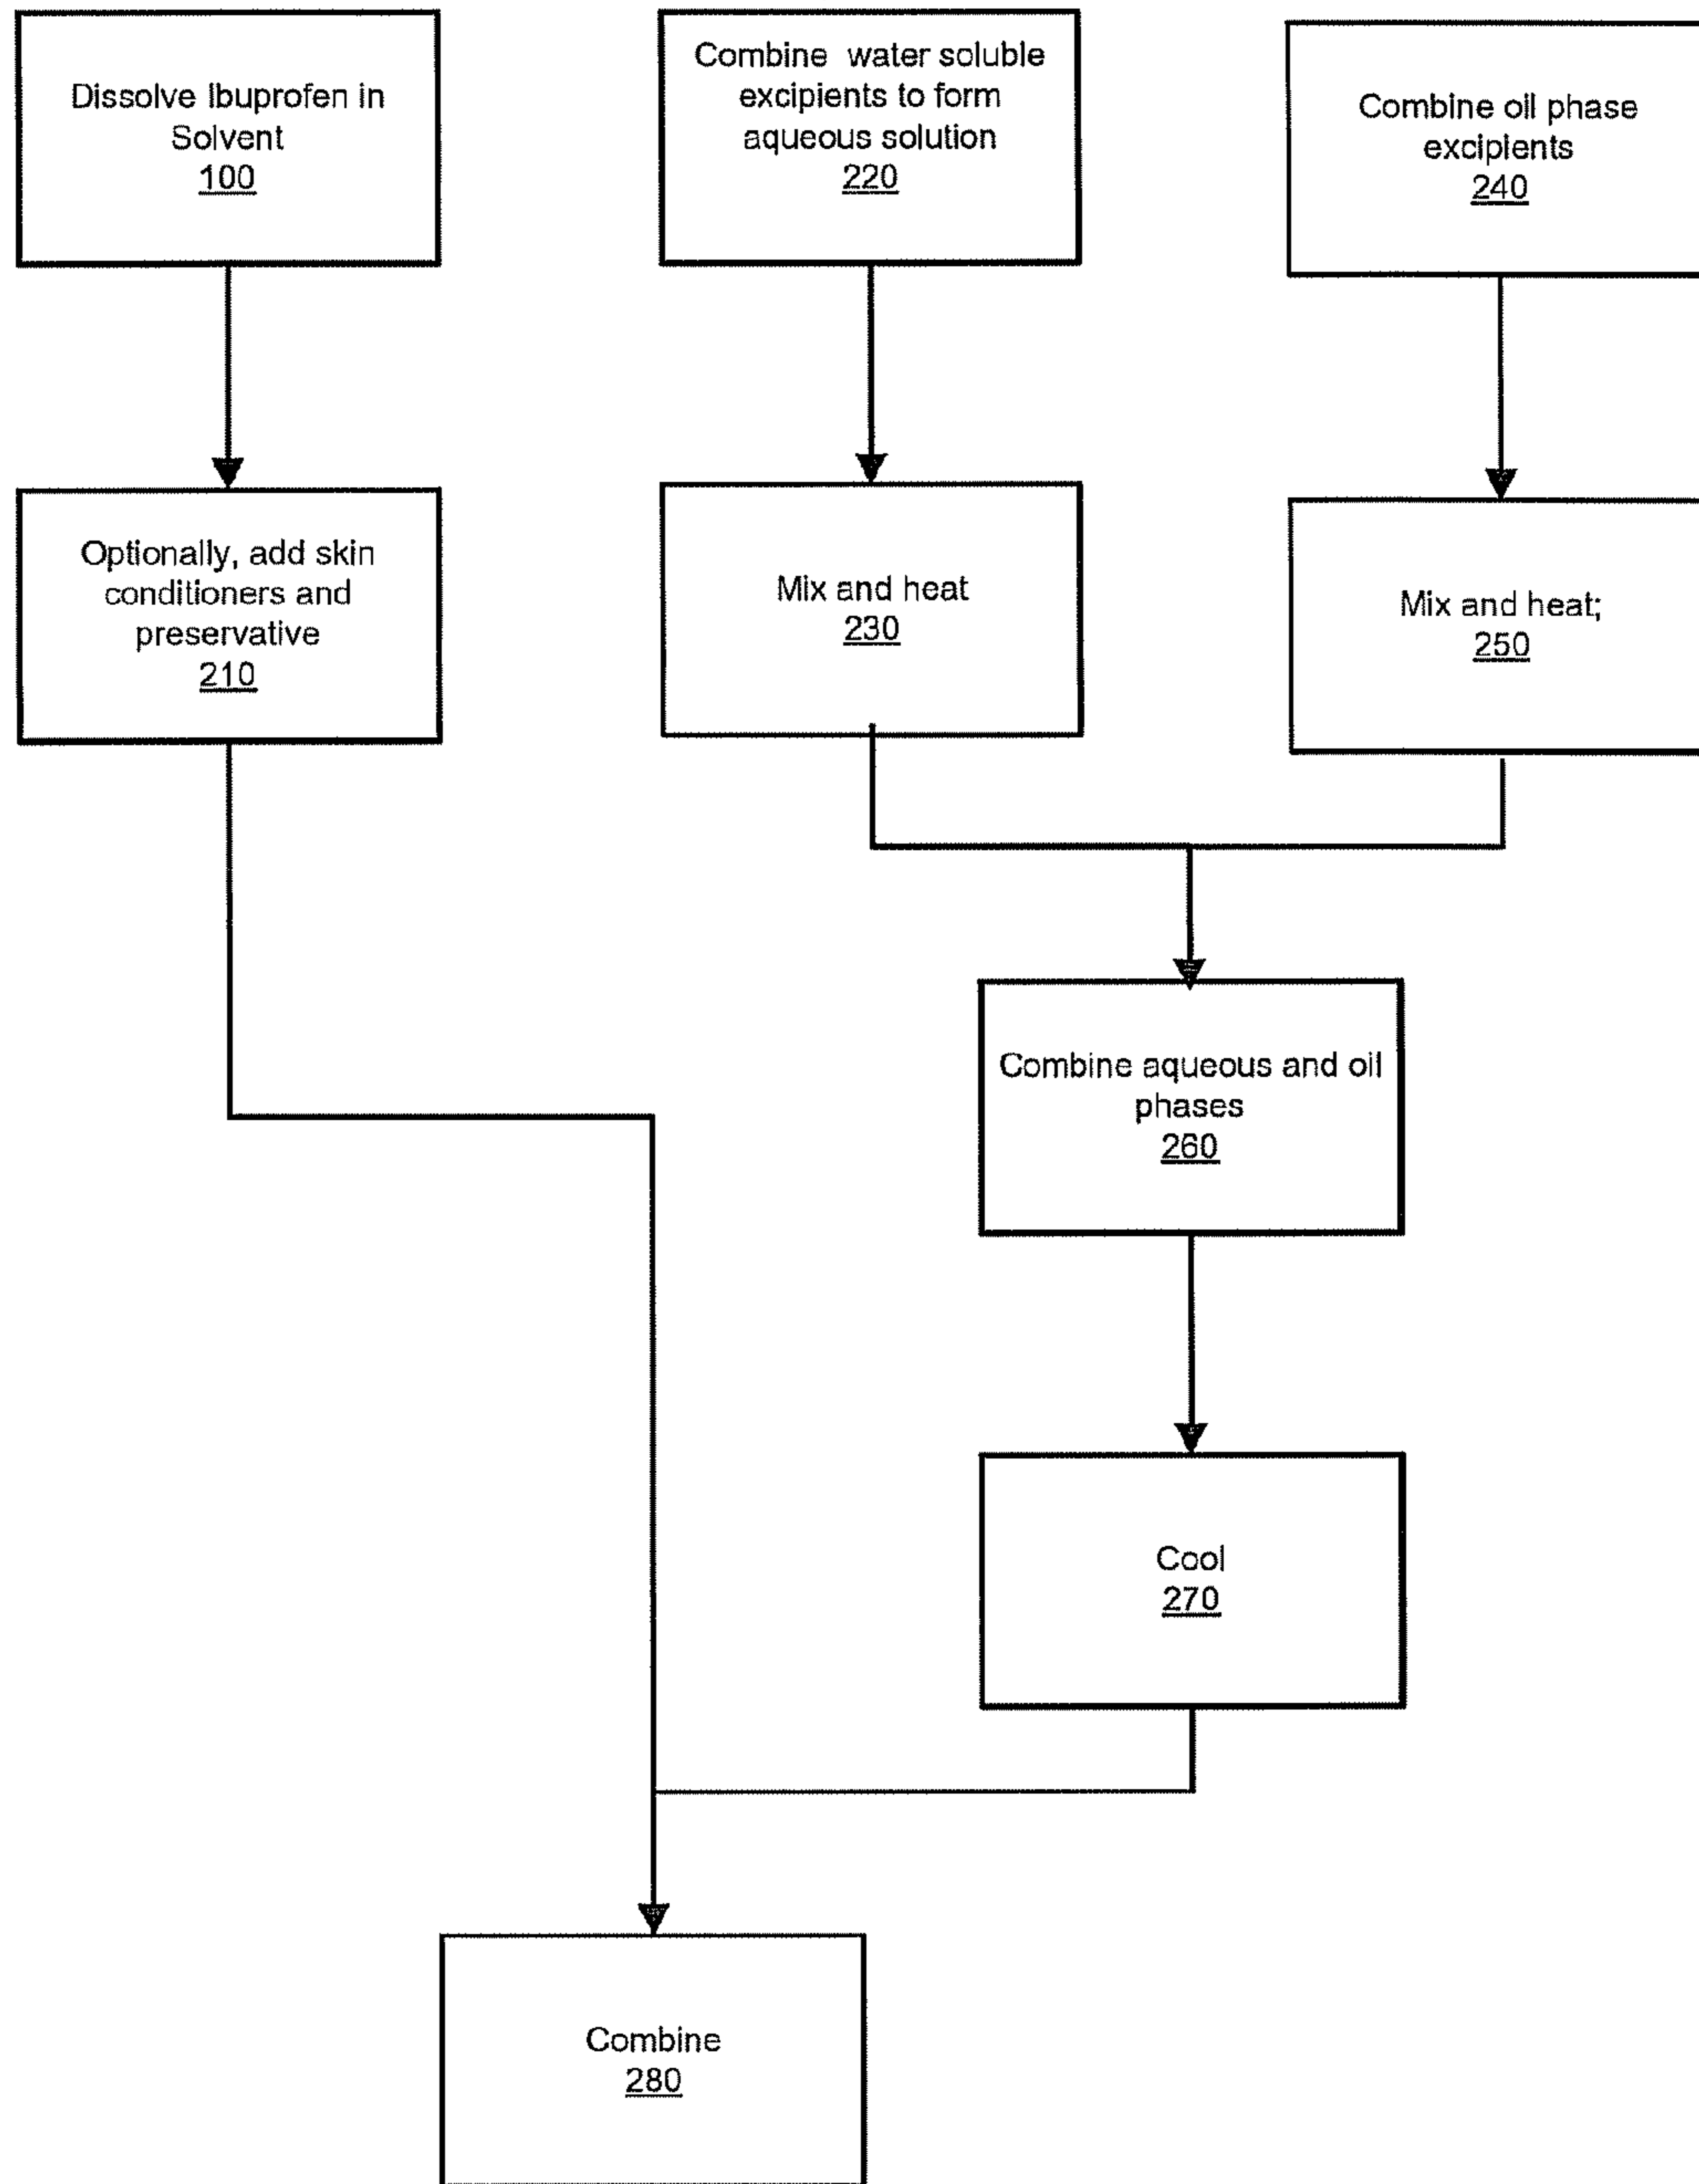 Dissolve Ibuprofen in
Solvent
100
Combine water soluble
excipients to form
aqueous solution
220
Combine oil phase
excipients
240
Optionally, add skin
conditioners and
preservative
210
Mix and heat
230
Mix and heat;
250
Combine aqueous and oil
phases
260
Cool
270
Combine
280